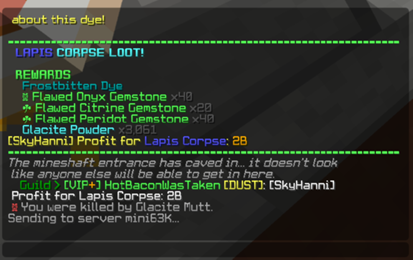 about this dye!
LAPIS CORPSE LOOT!
REWARDS
Frostbitten Dye
Flawed Onyx Gemstone x40
☘ Flawed Citrine Gemstone x20
☘ Flawed Peridot Gemstone x40
Glacite Powder x3,061
[SkyHanni] Profit for Lapis Corpse: 2B
The mineshaft entrance has caved in... it doesn't look
like anyone else will be able to get in here.
Guild > [VIP+] HotBaconWasTaken [DUST]: [SkyHanni]
Profit for Lapis Corpse: 2B
☠ You were killed by Glacite Mutt.
Sending to server mini63K...